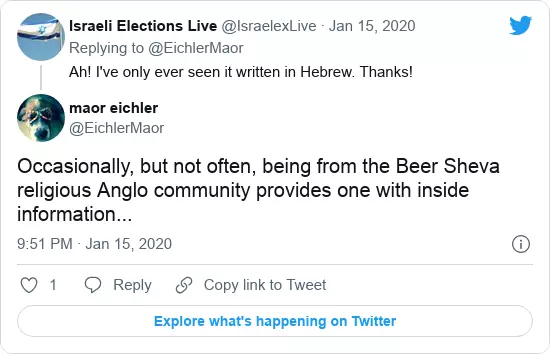 Israeli Elections Live @IsraelexLive · Jan 15, 2020
Replying to @EichlerMaor
Ah! I've only ever seen it written in Hebrew. Thanks!
maor eichler
@EichlerMaor
Occasionally, but not often, being from the Beer Sheva
religious Anglo community provides one with inside
information...
9:51 PM · Jan 15, 2020
1 Reply Copy link to Tweet
Explore what's happening on Twitter